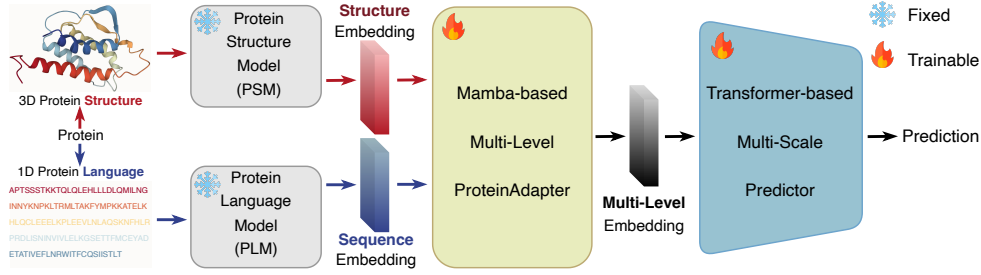 3D Protein Structure
Protein
1D Protein Language
APTSSSTKKTQLQLEHLLLDLQMILNG
INNYKNPKLTRMLTAKFYMPKKATELK
HLQCLEEELKPLEEVLNLAQSKNFHLR
PRDLISNINVIVLELKGSETTFMCEYAD
ETATIVEFLNRWITFCQSIISTLT
Protein
Structure
Model
(PSM)
Protein
Language
Model
(PLM)
Structure
Embedding
Sequence
Embedding
Mamba-based
Multi-Level
ProteinAdapter
Multi-Level
Embedding
Transformer-based
Multi-Scale
Predictor
Prediction
Fixed
Trainable